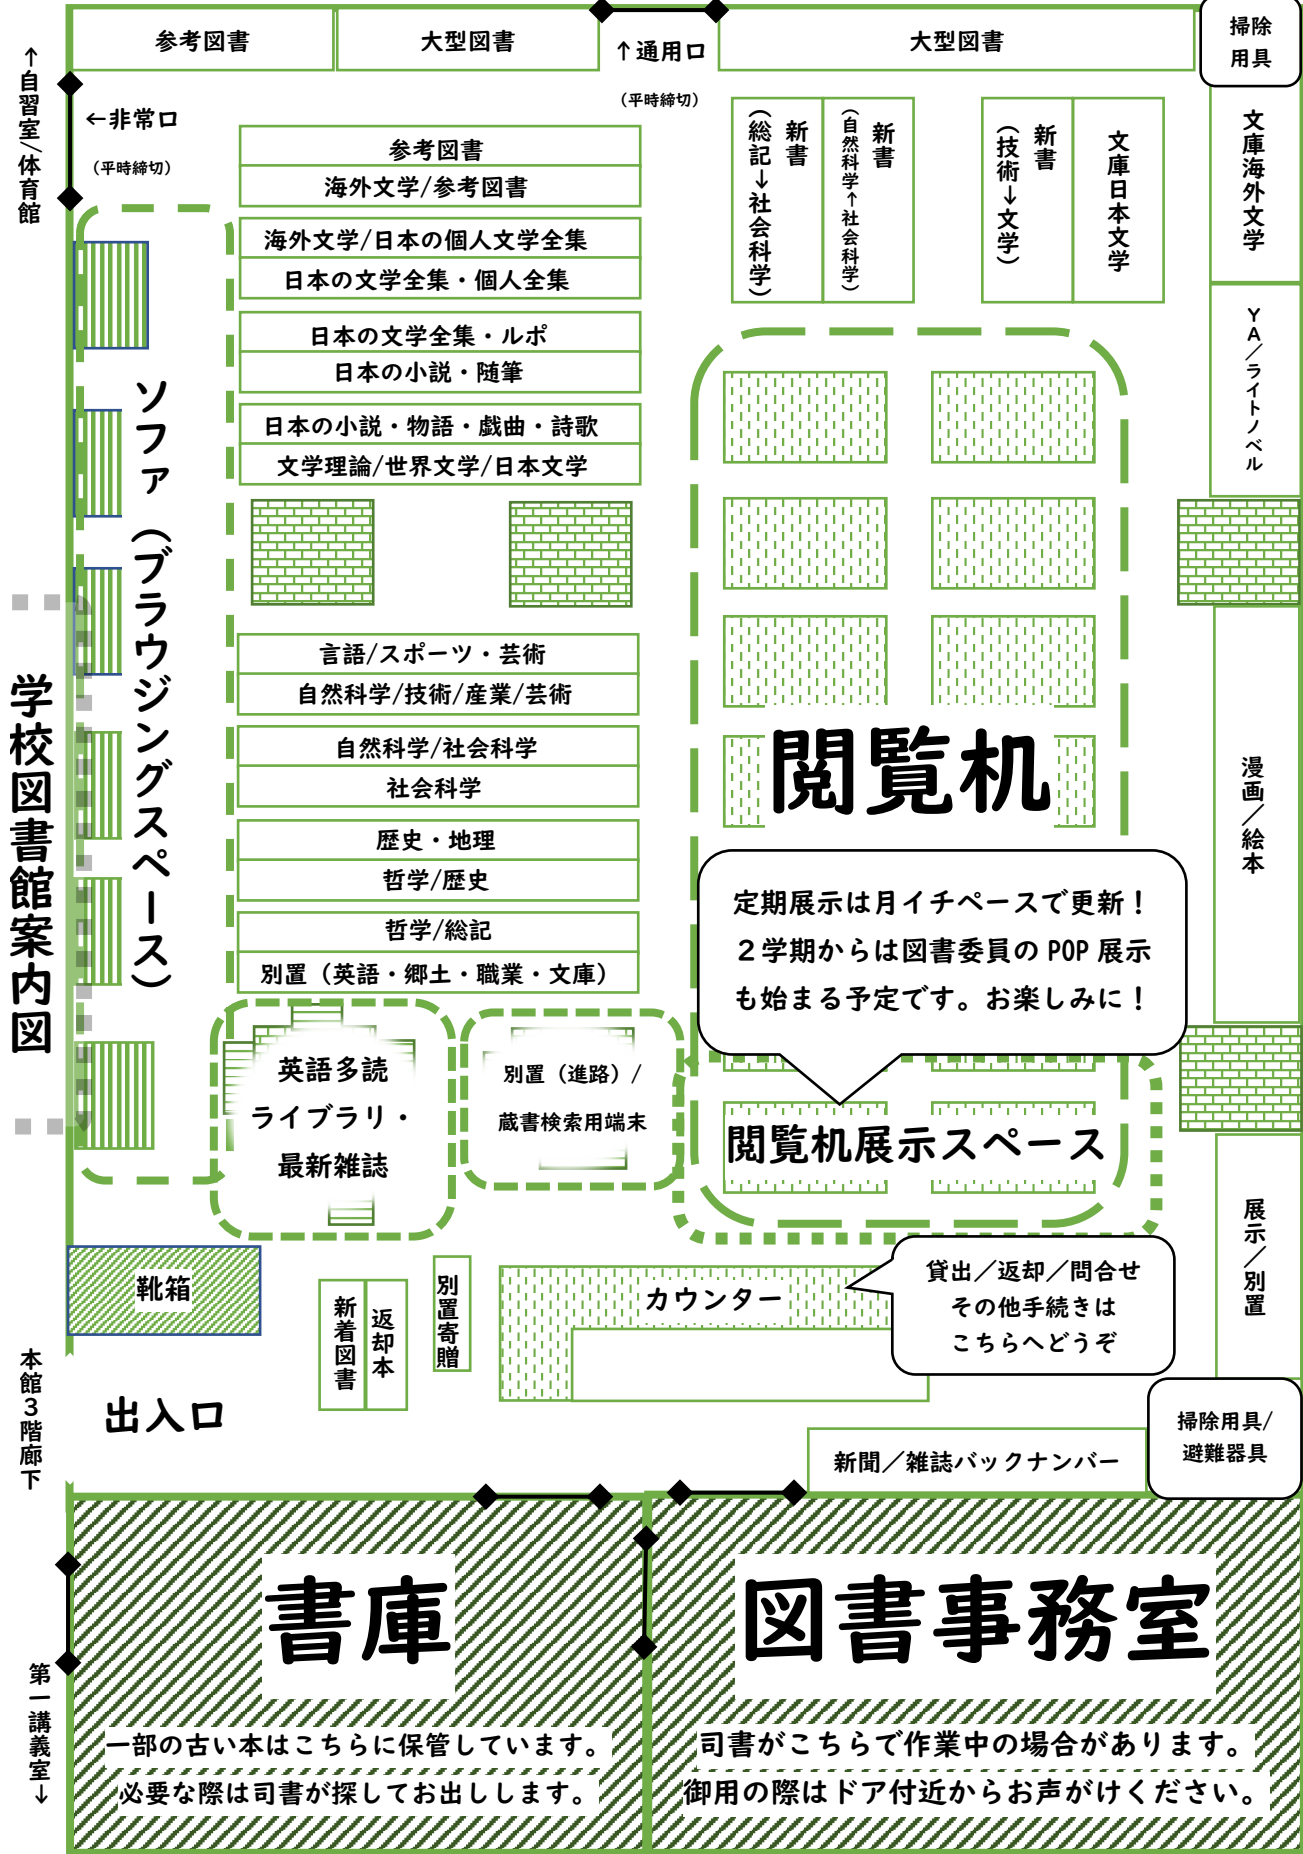 参考図書
大型図書
↑通用口
(平時締切)
大型図書
掃除
用具
↑自習室/体育館
←非常口
(平時締切)
参考図書
海外文学/参考図書
海外文学/日本の個人文学全集
日本の文学全集・個人全集
日本の文学全集・ルポ
日本の小説・随筆
日本の小説・物語・戯曲・詩歌
文学理論/世界文学/日本文学
新書
(総記→社会科学)
新書
(自然科学←社会科学)
新書
(技術→文学)
文庫日本文学
文庫海外文学
YA/ライトノベル
ソファ(ブラウジングスペース)
学校図書館案内図
言語/スポーツ・芸術
自然科学/技術/産業/芸術
自然科学/社会科学
社会科学
歴史・地理
哲学/歴史
哲学/総記
別置(英語・郷土・職業・文庫)
閲覧机
漫画/絵本
定期展示は月イチペースで更新!
2学期からは図書委員のPOP展示
も始まる予定です。お楽しみに!
英語多読
ライブラリ・
最新雑誌
別置(進路)/
蔵書検索用端末
閲覧机展示スペース
展示/別置
靴箱
新着図書
返却本
別置寄贈
カウンター
貸出/返却/問合せ
その他手続きは
こちらへどうぞ
本館3階廊下
出入口
新聞/雑誌バックナンバー
掃除用具/
避難器具
書庫
一部の古い本はこちらに保管しています。
必要な際は司書が探してお出しします。
図書事務室
司書がこちらで作業中の場合があります。
御用の際はドア付近からお声がけください。
第一講義室→